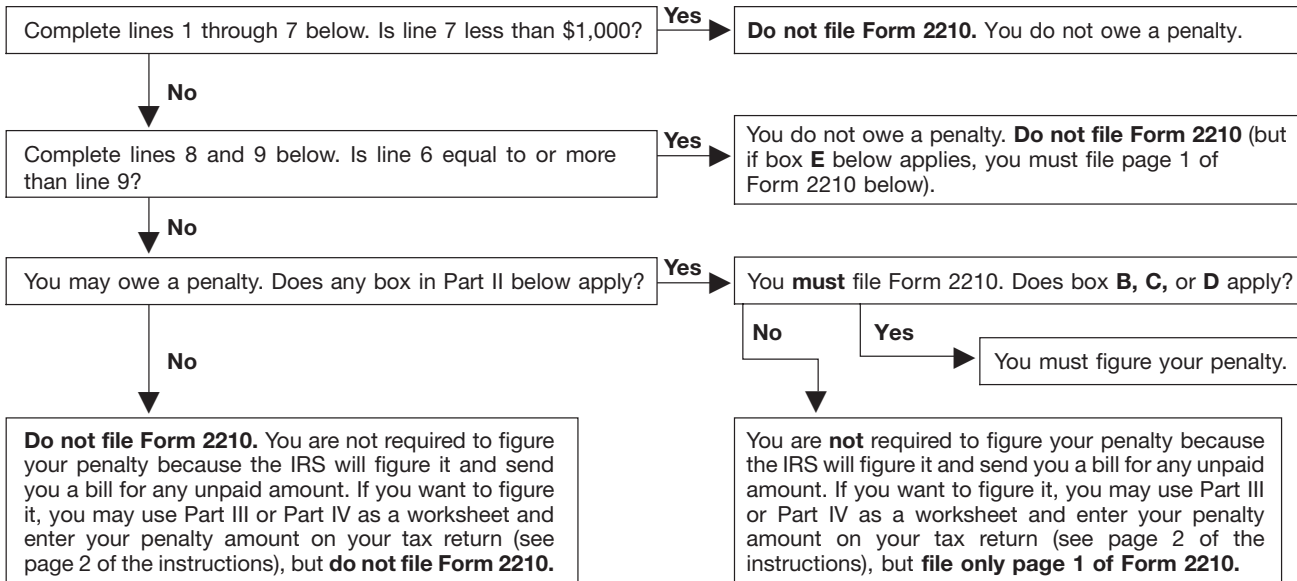 Complete lines 1 through 7 below. Is line 7 less than $1,000?
Yes
Do not file Form 2210. You do not owe a penalty.
No
Complete lines 8 and 9 below. Is line 6 equal to or more
than line 9?
Yes
You do not owe a penalty. Do not file Form 2210 (but
if box E below applies, you must file page 1 of
Form 2210 below).
No
You may owe a penalty. Does any box in Part II below apply?
Yes
You must file Form 2210. Does box B, C, or D apply?
No
Yes
You must figure your penalty.
No
Do not file Form 2210. You are not required to figure
your penalty because the IRS will figure it and send
you a bill for any unpaid amount. If you want to figure
it, you may use Part III or Part IV as a worksheet and
enter your penalty amount on your tax return (see
page 2 of the instructions), but do not file Form 2210.
You are not required to figure your penalty because
the IRS will figure it and send you a bill for any unpaid
amount. If you want to figure it, you may use Part III
or Part IV as a worksheet and enter your penalty
amount on your tax return (see page 2 of the
instructions), but file only page 1 of Form 2210.